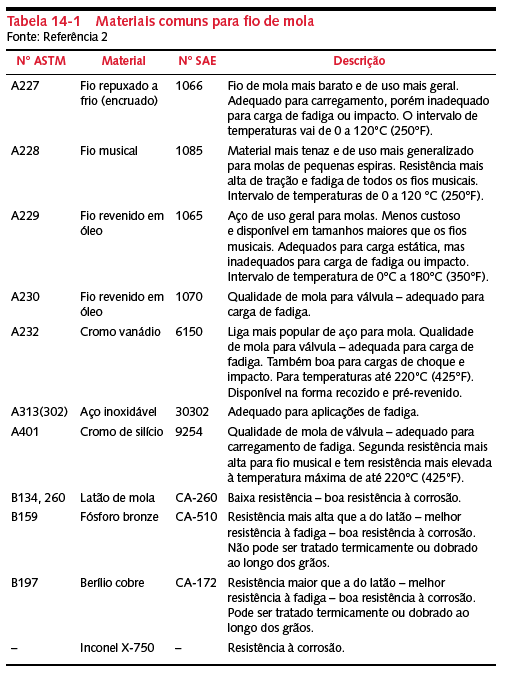 Tabela 14-1 Materiais comuns para fio de mola
Fonte: Referência 2
Nº ASTM Material Nº SAE Descrição
A227 Fio repuxado a 1066 Fio de mola mais barato e de uso mais geral.
frio (encruado) Adequado para carregamento, porém inadequado
para carga de fadiga ou impacto. O intervalo de
temperaturas vai de 0 a 120°C (250°F).
A228 Fio musical 1085 Material mais tenaz e de uso mais generalizado
para molas de pequenas espiras. Resistência mais
alta de tração e fadiga de todos os fios musicais.
Intervalo de temperaturas de 0 a 120 °C (250°F).
A229 Fio revenido em 1065 Aço de uso geral para molas. Menos custoso
óleo e disponível em tamanhos maiores que os fios
musicais. Adequados para carga estática, mas
inadequados para carga de fadiga ou impacto.
Intervalo de temperatura de 0°C a 180°C (350°F).
A230 Fio revenido em 1070 Qualidade de mola para válvula – adequado para
óleo carga de fadiga.
A232 Cromo vanádio 6150 Liga mais popular de aço para mola. Qualidade
de mola para válvula – adequada para carga de
fadiga. Também boa para cargas de choque e
impacto. Para temperaturas até 220°C (425°F).
Disponível na forma recozido e pré-revenido.
A313(302) Aço inoxidável 30302 Adequado para aplicações de fadiga.
A401 Cromo de silício 9254 Qualidade de mola de válvula – adequado para
carregamento de fadiga. Segunda resistência mais
alta para fio musical e tem resistência mais elevada
à temperatura máxima de até 220°C (425°F).
B134, 260 Latão de mola CA-260 Baixa resistência – boa resistência à corrosão.
B159 Fósforo bronze CA-510 Resistência mais alta que a do latão – melhor
resistência à fadiga – boa resistência à corrosão.
Não pode ser tratado termicamente ou dobrado
ao longo dos grãos.
B197 Berílio cobre CA-172 Resistência maior que a do latão – melhor
resistência à fadiga – boa resistência à corrosão.
Pode ser tratado termicamente ou dobrado ao
longo dos grãos.
– Inconel X-750 – Resistência à corrosão.